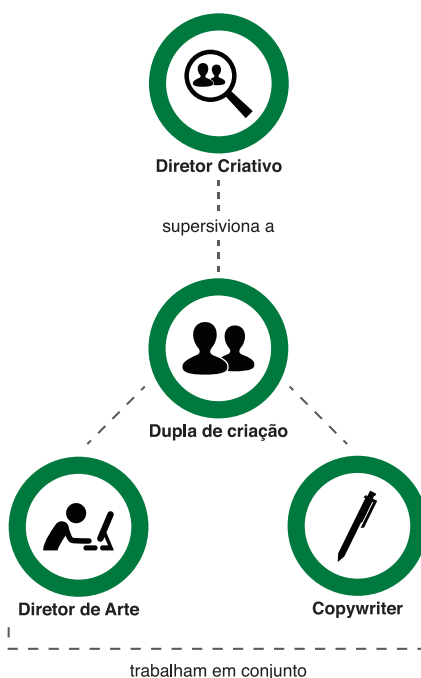 Diretor Criativo
supersiviona a
Dupla de criação
Diretor de Arte
Copywriter
trabalham em conjunto